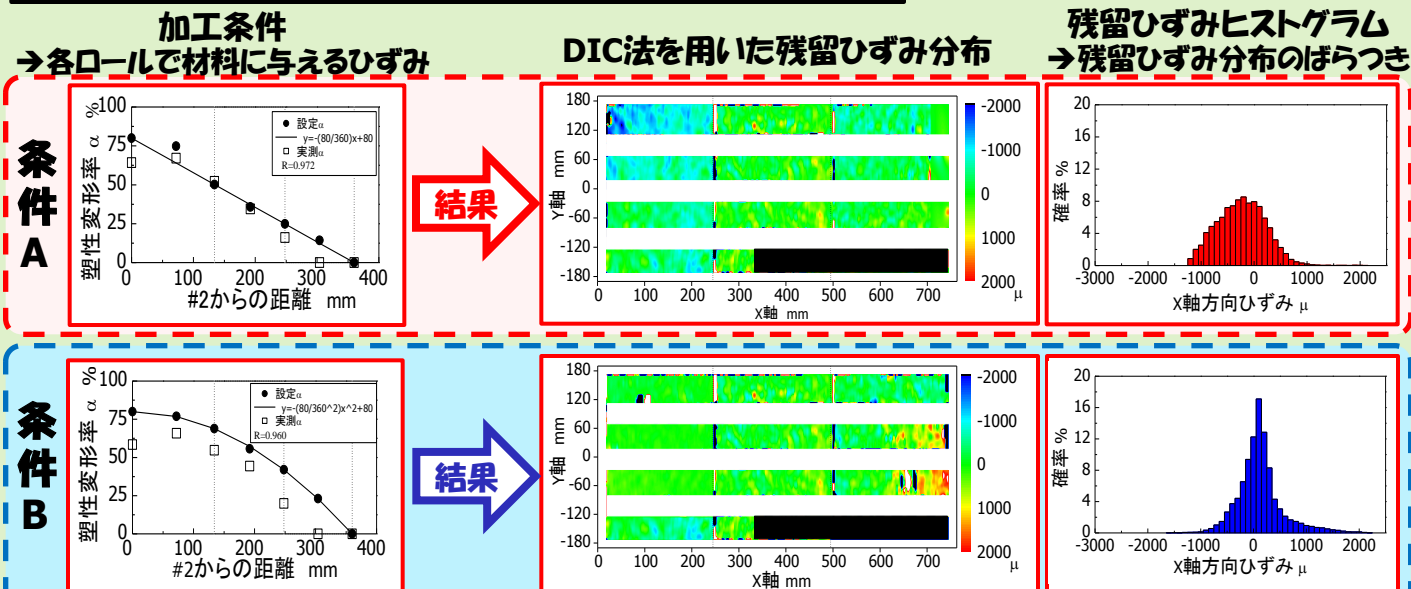 加工条件
→各ロールで材料に与えるひずみ
DIC法を用いた残留ひずみ分布
残留ひずみヒストグラム
→残留ひずみ分布のばらつき
条件A
塑性変形率 α %
100
75
50
25
0
0 100 200 300 400
#2からの距離 mm
設定α
y=-(80/360)x+80
実測α
R=0.972
結果
Y軸 mm
180
120
60
0
-60
-120
-180
0 100 200 300 400 500 600 700
X軸 mm
-2000
-1000
0
1000
2000
μ
確率 %
20
16
12
8
4
0
-3000 -2000 -1000 0 1000 2000
X軸方向ひずみ μ
条件B
塑性変形率 α %
100
75
50
25
0
0 100 200 300 400
#2からの距離 mm
設定α
y=-(80/360^2)x^2+80
実測α
R=0.960
結果
Y軸 mm
180
120
60
0
-60
-120
-180
0 100 200 300 400 500 600 700
X軸 mm
-2000
-1000
0
1000
2000
μ
確率 %
20
16
12
8
4
0
-3000 -2000 -1000 0 1000 2000
X軸方向ひずみ μ